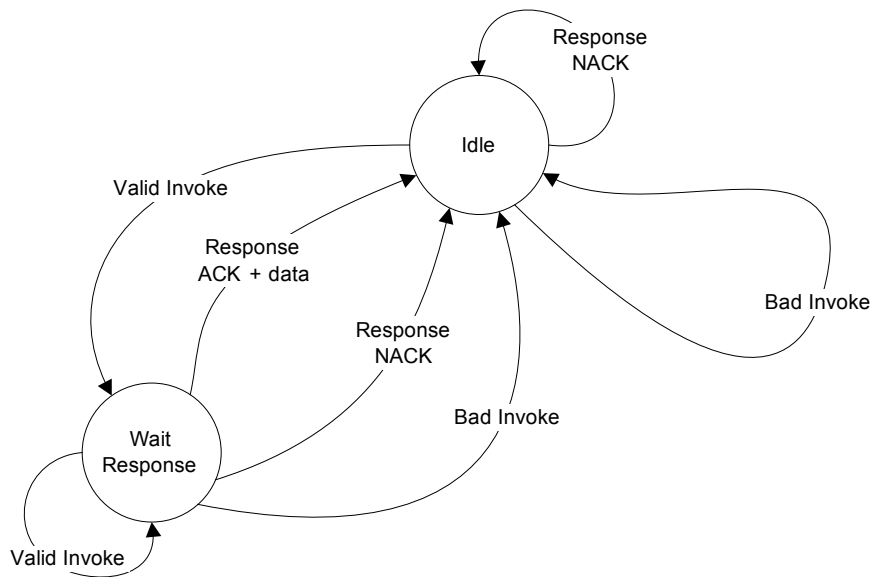 Response
NACK
Idle
Valid Invoke
Response
ACK + data
Bad Invoke
Response
NACK
Bad Invoke
Wait
Response
Valid Invoke